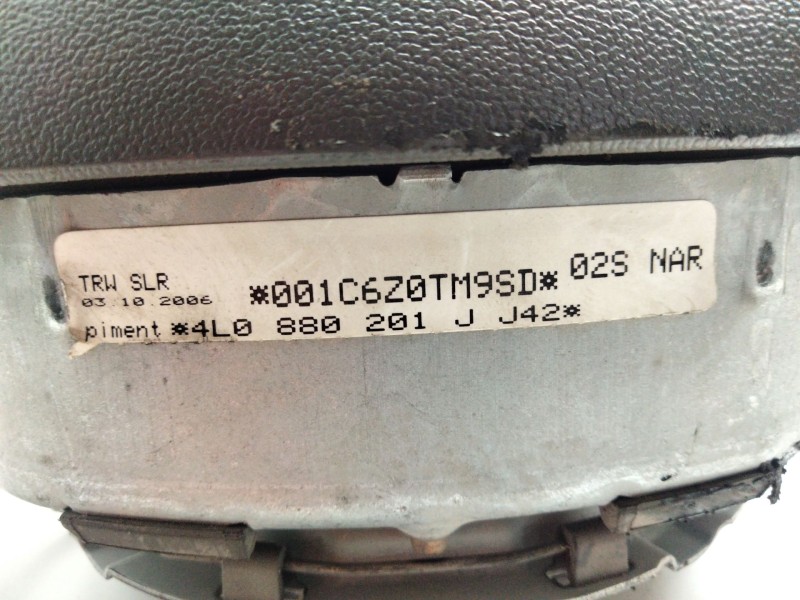 TRW SLR
03.10.2006
*001C6Z0TM9SD*
02S NAR
piment *4L0 880 201 J J42*